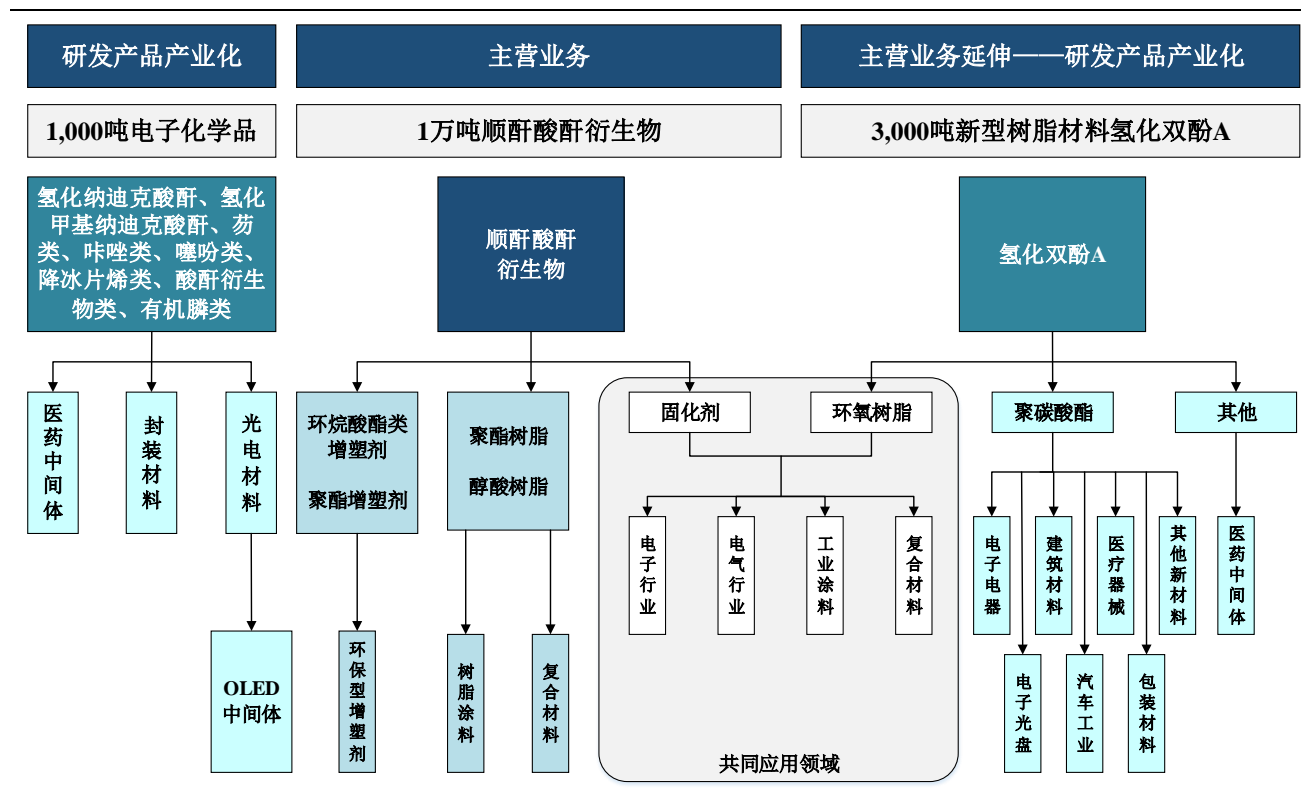 研发产品产业化
主营业务
主营业务延伸——研发产品产业化
1,000吨电子化学品
1万吨顺酐酸酐衍生物
3,000吨新型树脂材料氢化双酚A
氢化纳迪克酸酐、氢化
甲基纳迪克酸酐、芴
类、咔唑类、噻吩类、
降冰片烯类、酸酐衍生
物类、有机膦类
顺酐酸酐
衍生物
氢化双酚A
医药中间体
封装材料
光电材料
环烷酸酯类
增塑剂
聚酯增塑剂
聚酯树脂
醇酸树脂
固化剂
环氧树脂
聚碳酸酯
其他
电子行业
电气行业
工业涂料
复合材料
电子电器
建筑材料
医疗器械
其他新材料
医药中间体
OLED
中间体
环保型增塑剂
树脂涂料
复合材料
电子光盘
汽车工业
包装材料
共同应用领域